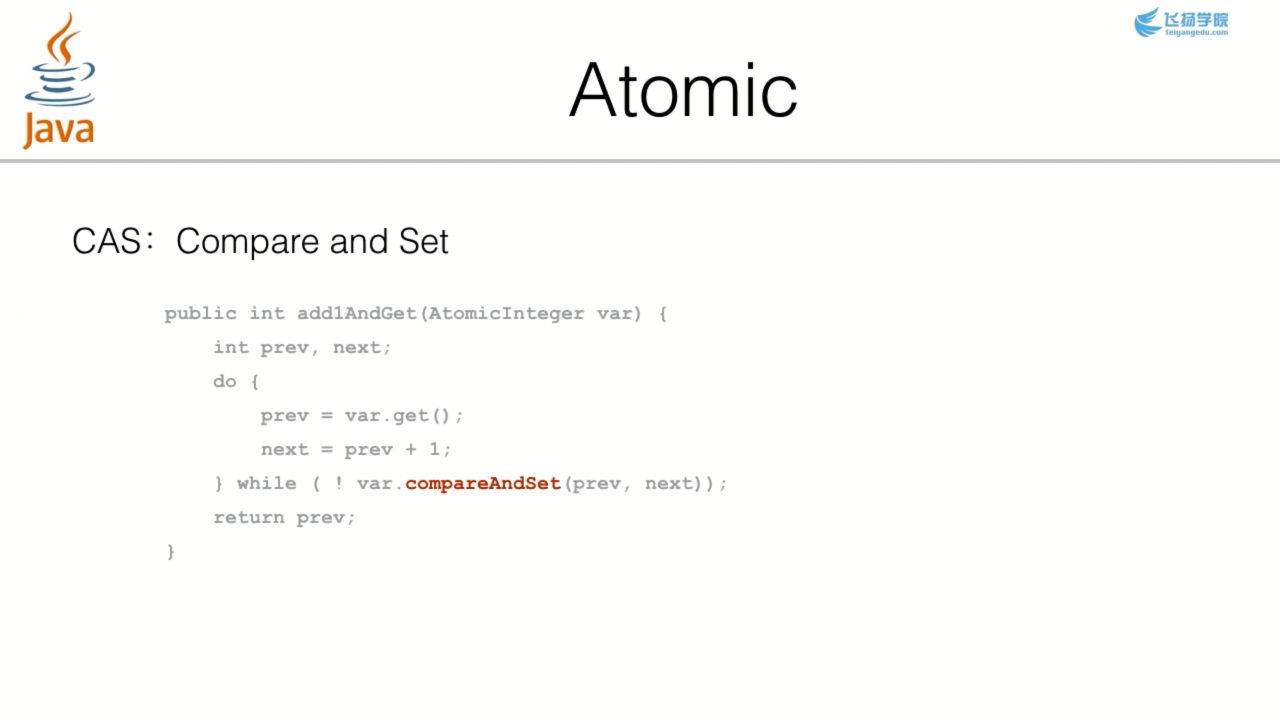 飞扬学院
feiyangedu.com
Java
Atomic
CAS：Compare and Set
public int add1AndGet(AtomicInteger var) {
    int prev, next;
    do {
        prev = var.get();
        next = prev + 1;
    } while ( ! var.compareAndSet(prev, next));
    return prev;
}